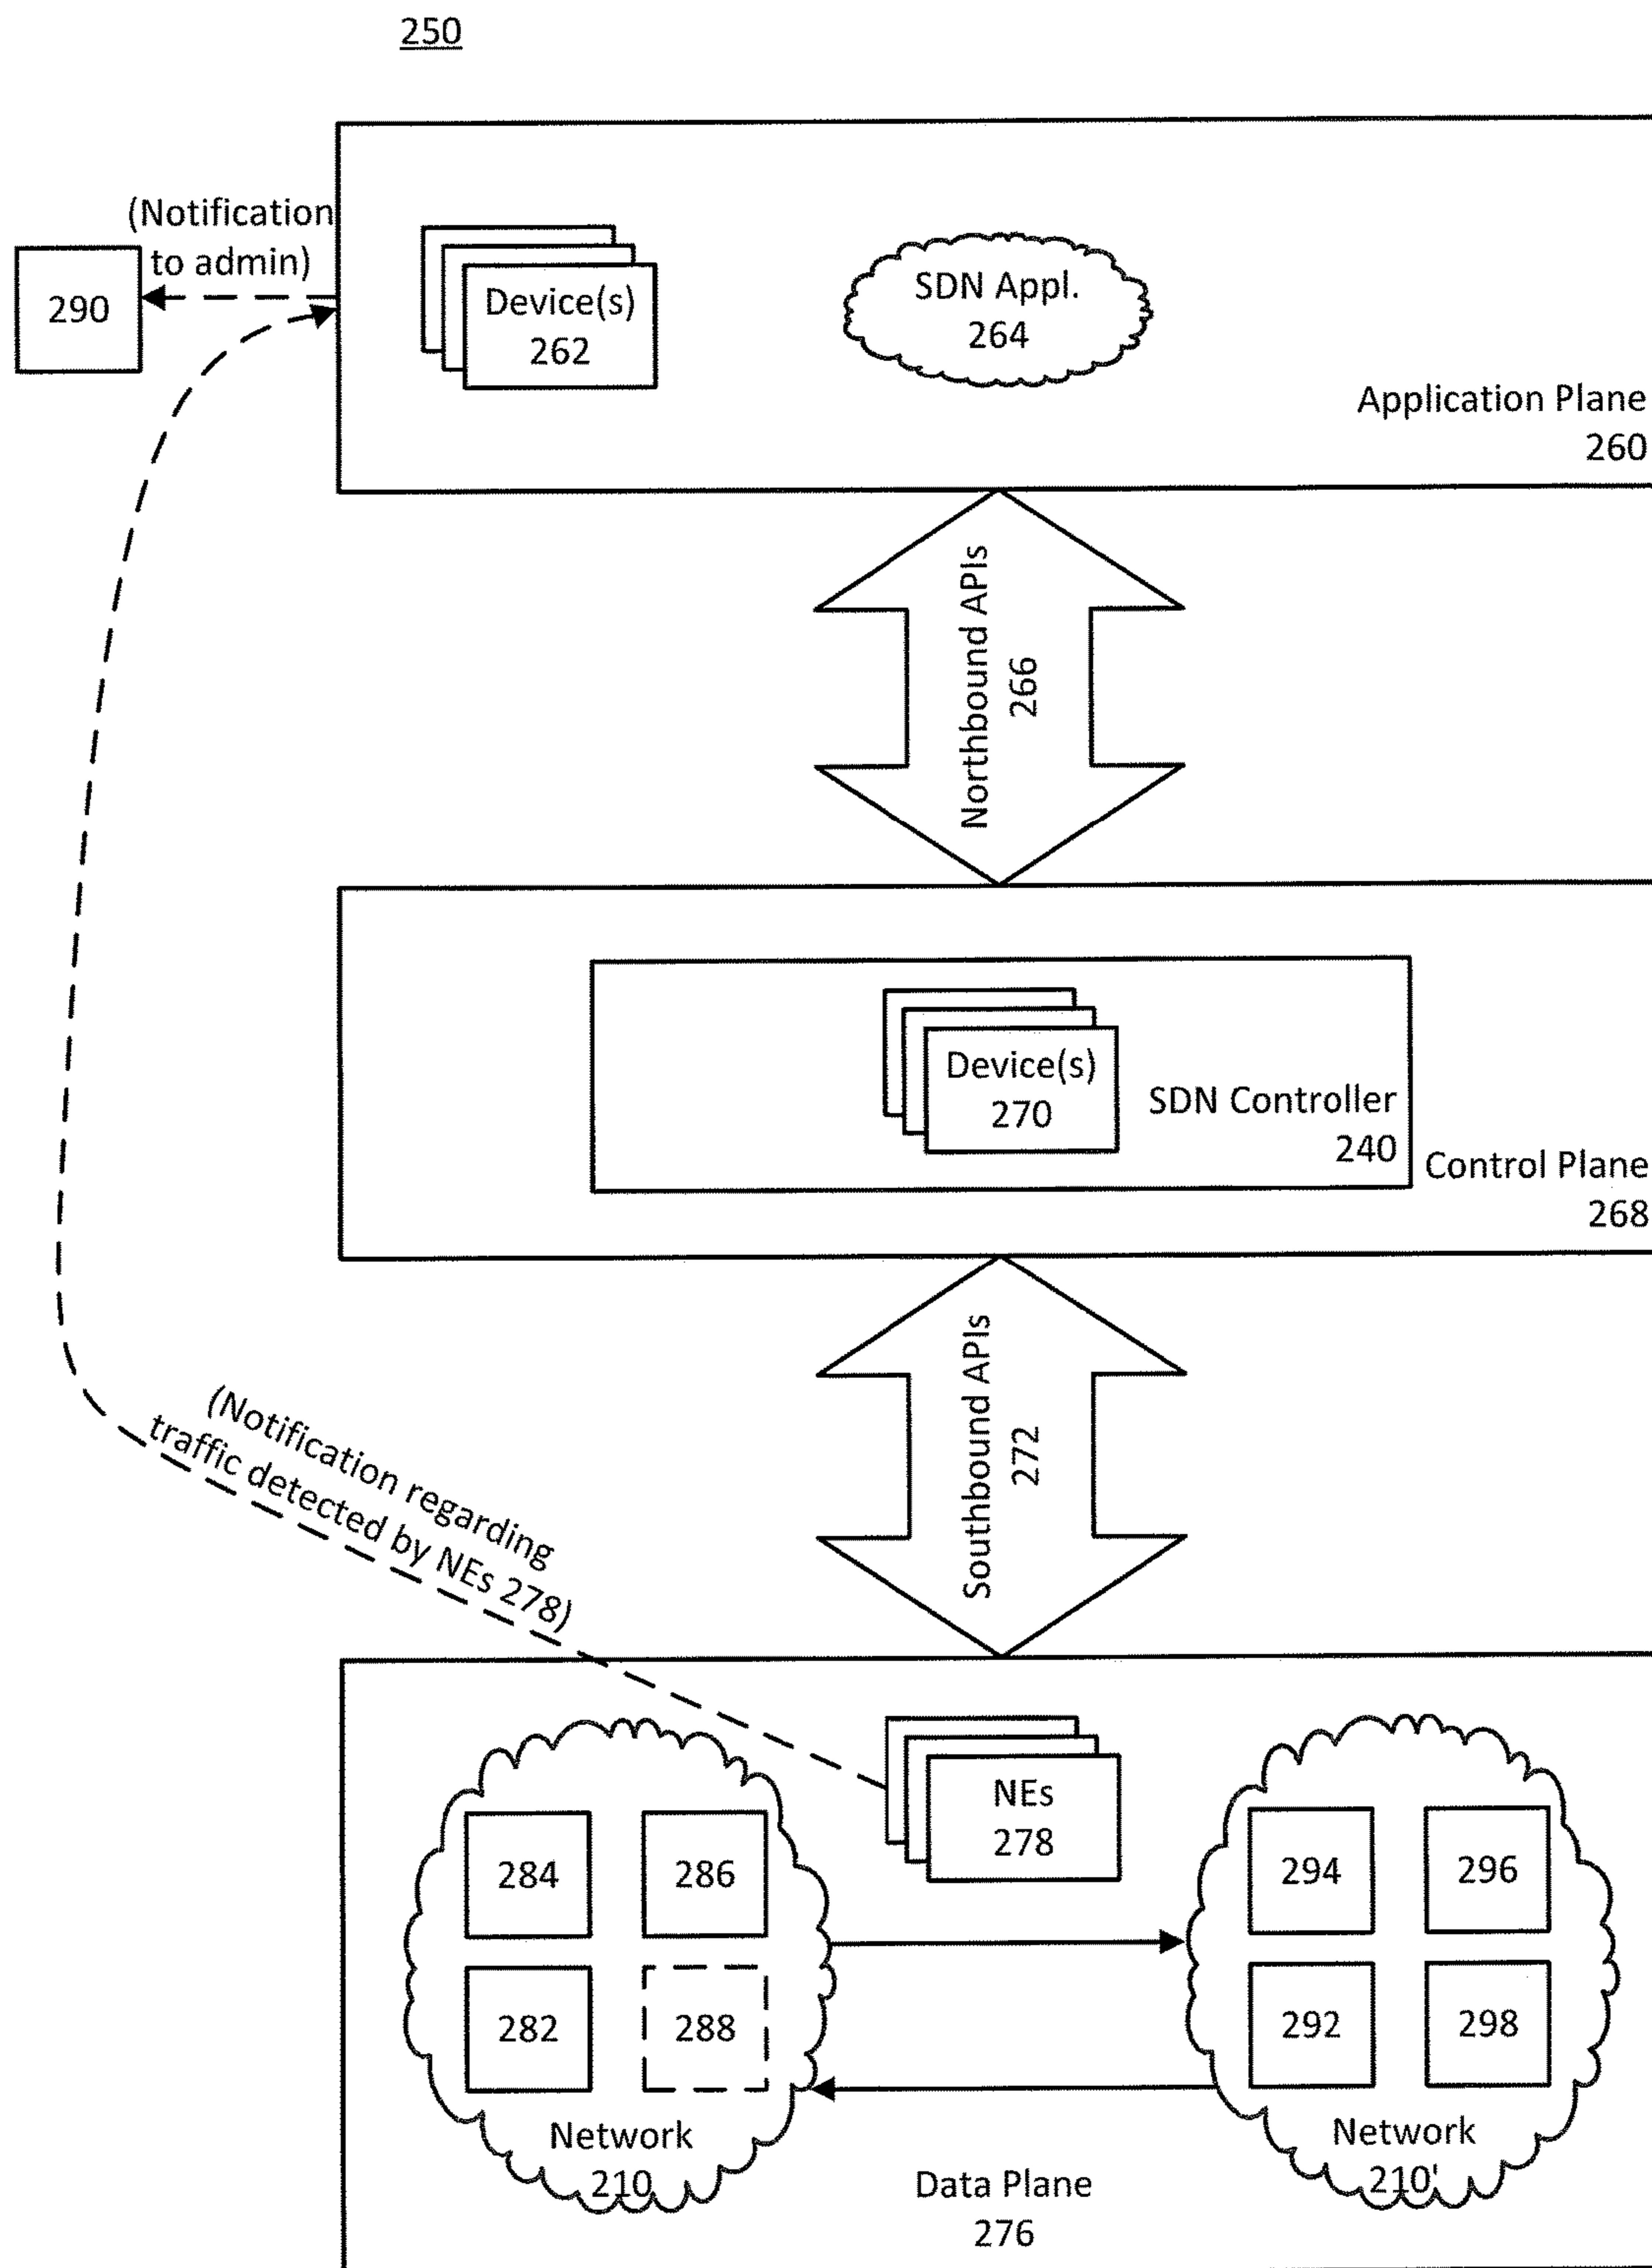 250
(Notification
to admin)
290
Device(s)
262
SDN Appl.
264
Application Plane
260
Northbound APIs
266
Device(s)
270
SDN Controller
240
Control Plane
268
Southbound APIs
272
(Notification regarding
traffic detected by NEs 278)
NEs
278
284
286
282
288
Network
210
294
296
292
298
Network
210'
Data Plane
276